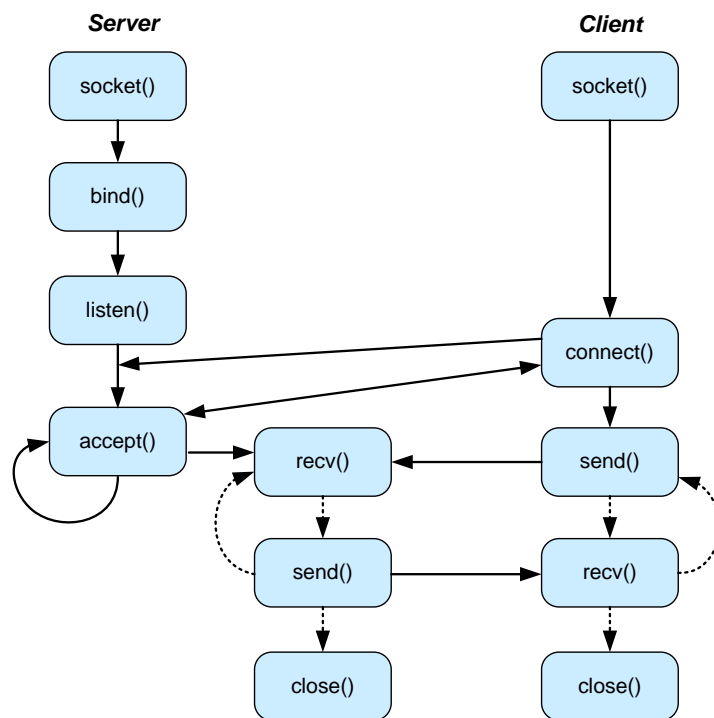 Server
Client
socket()
socket()
bind()
listen()
connect()
accept()
recv()
send()
send()
recv()
close()
close()